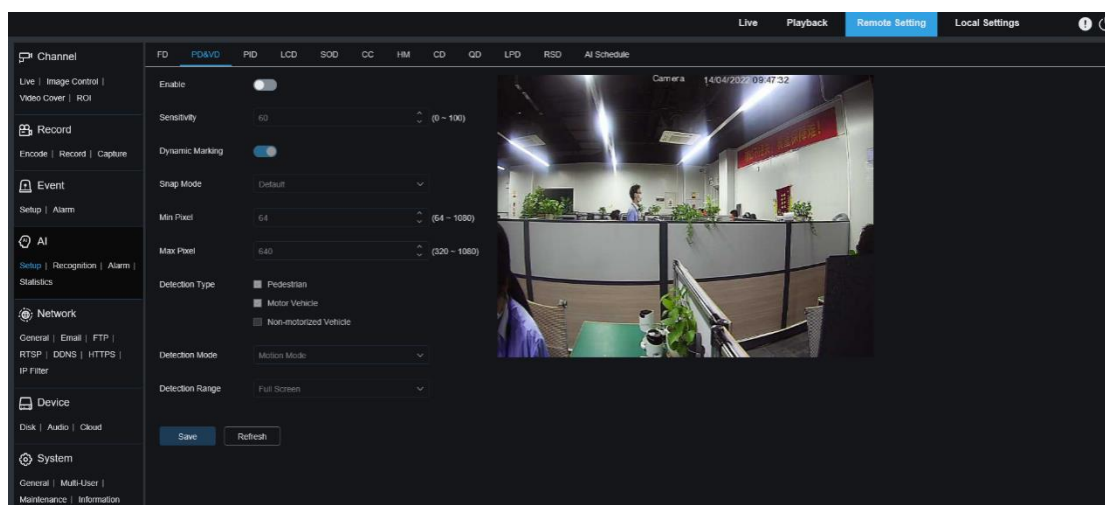 Live Playback Remote Setting Local Settings
Channel
Live | Image Control |
Video Cover | ROI
Record
Encode | Record | Capture
Event
Setup | Alarm
AI
Setup | Recognition | Alarm |
Statistics
Network
General | Email | FTP |
RTSP | DDNS | HTTPS |
IP Filter
Device
Disk | Audio | Cloud
System
General | Multi-User |
Maintenance | Information
FD PD&VD PID LCD SOD CC HM CD QD LPD RSD AI Schedule
Enable
Sensitivity 60 (0 ~ 100)
Dynamic Marking
Snap Mode Default
Min Pixel 64 (64 ~ 1080)
Max Pixel 640 (320 ~ 1080)
Detection Type Pedestrian
Motor Vehicle
Non-motorized Vehicle
Detection Mode Motion Mode
Detection Range Full Screen
Save Refresh
Camera 14/04/2022 09:47:32